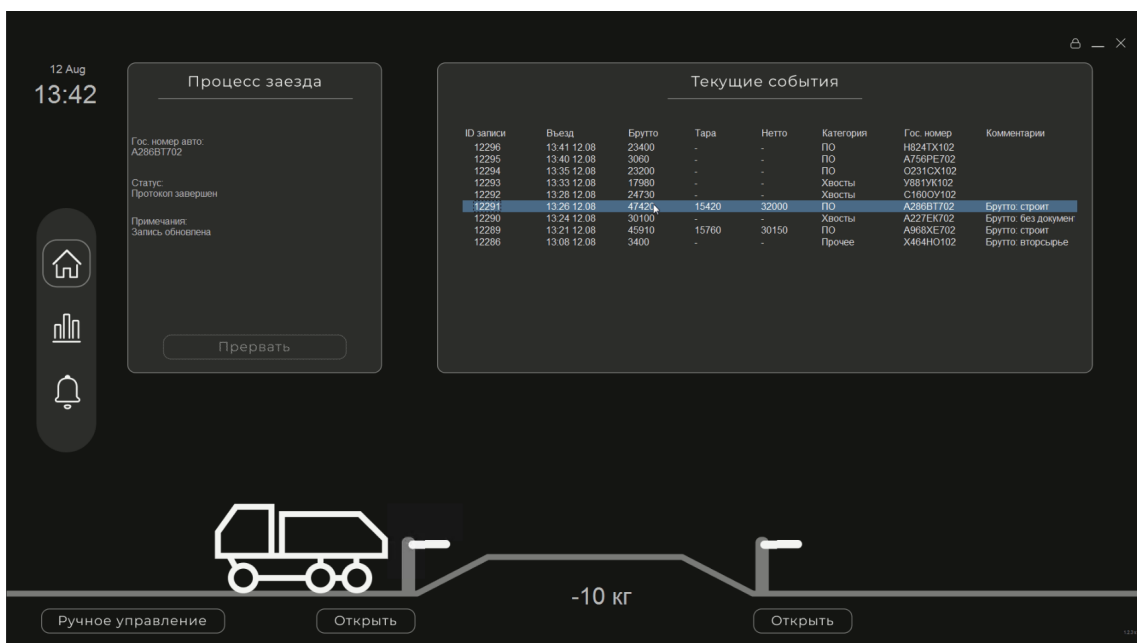 12 Aug
13:42
Процесс заезда
Гос. номер авто:
А286ВТ702
Статус:
Протокол завершен
Примечания:
Запись обновлена
Прервать
Текущие события
ID записи Въезд Брутто Тара Нетто Категория Гос. номер Комментарии
12296 13:41 12.08 23400 - - ПО Н824ТХ102
12295 13:40 12.08 3060 - - ПО А756РЕ702
12294 13:35 12.08 23200 - - ПО О231СХ102
12293 13:33 12.08 17980 - - Хвосты У881УК102
12292 13:28 12.08 24730 - - Хвосты С160ОУ102
12291 13:26 12.08 47420 15420 32000 ПО А286ВТ702 Брутто: строит
12290 13:24 12.08 30100 - - Хвосты А227ЕК702 Брутто: без докумен
12289 13:21 12.08 45910 15760 30150 ПО А968ХЕ702 Брутто: строит
12286 13:08 12.08 3400 - - Прочее Х464НО102 Брутто: вторсырье
-10 кг
Ручное управление Открыть Открыть